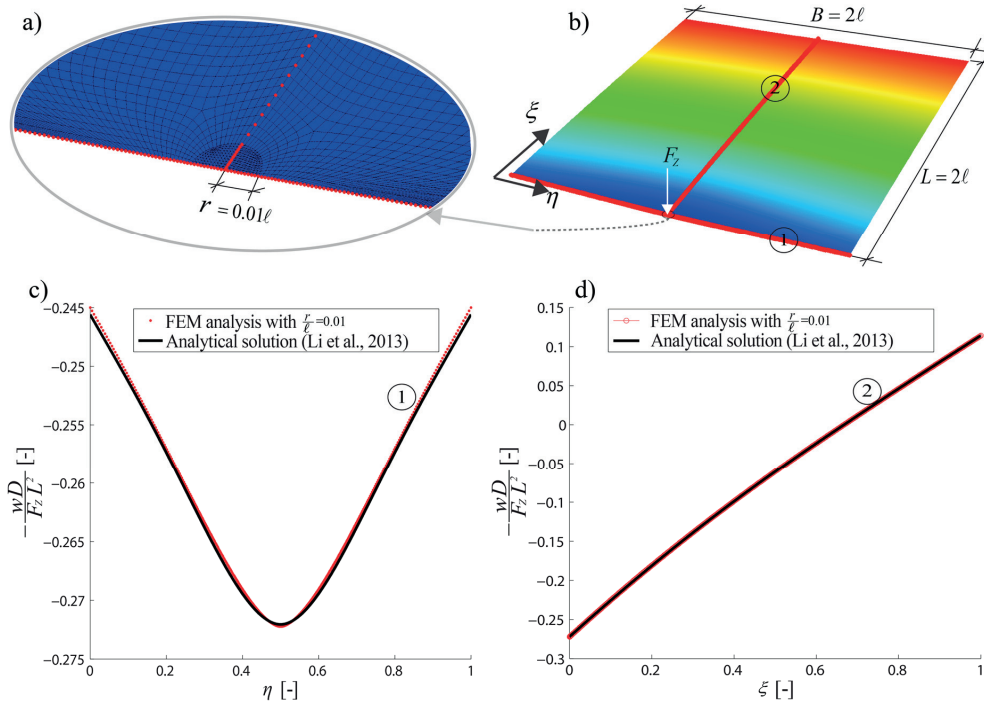 a)
r = 0.01ℓ
b)
B = 2ℓ
L = 2ℓ
ξ
η
F_Z
②
①
c)
−0.245
−0.25
−0.255
−0.26
−0.265
−0.27
−0.275
−wD/F_Z L² [-]
FEM analysis with r/ℓ=0.01
Analytical solution (Li et al., 2013)
①
0 0.2 0.4 0.6 0.8 1
η [-]
d)
0.15
0.1
0.05
0
−0.05
−0.1
−0.15
−0.2
−0.25
−0.3
−wD/F_Z L² [-]
FEM analysis with r/ℓ=0.01
Analytical solution (Li et al., 2013)
②
0 0.2 0.4 0.6 0.8 1
ξ [-]